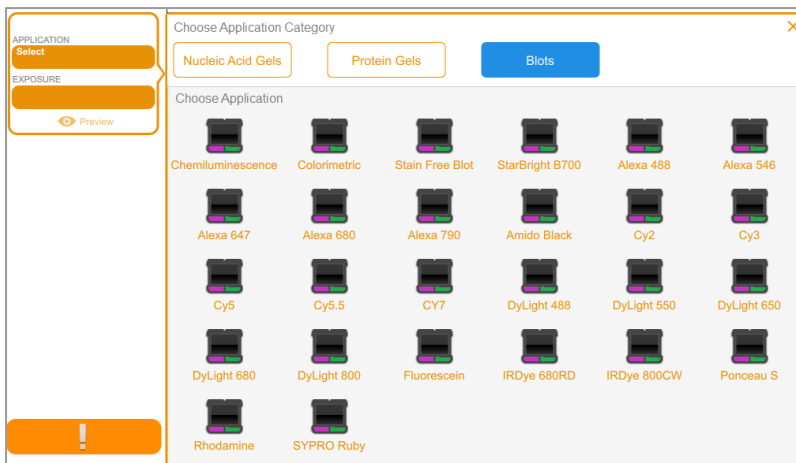 APPLICATION
Select
EXPOSURE
Preview
Choose Application Category
Nucleic Acid Gels Protein Gels Blots
Choose Application
Chemiluminescence Colorimetric Stain Free Blot StarBright B700 Alexa 488 Alexa 546
Alexa 647 Alexa 680 Alexa 790 Amido Black Cy2 Cy3
Cy5 Cy5.5 CY7 DyLight 488 DyLight 550 DyLight 650
DyLight 680 DyLight 800 Fluorescein IRDye 680RD IRDye 800CW Ponceau S
Rhodamine SYPRO Ruby